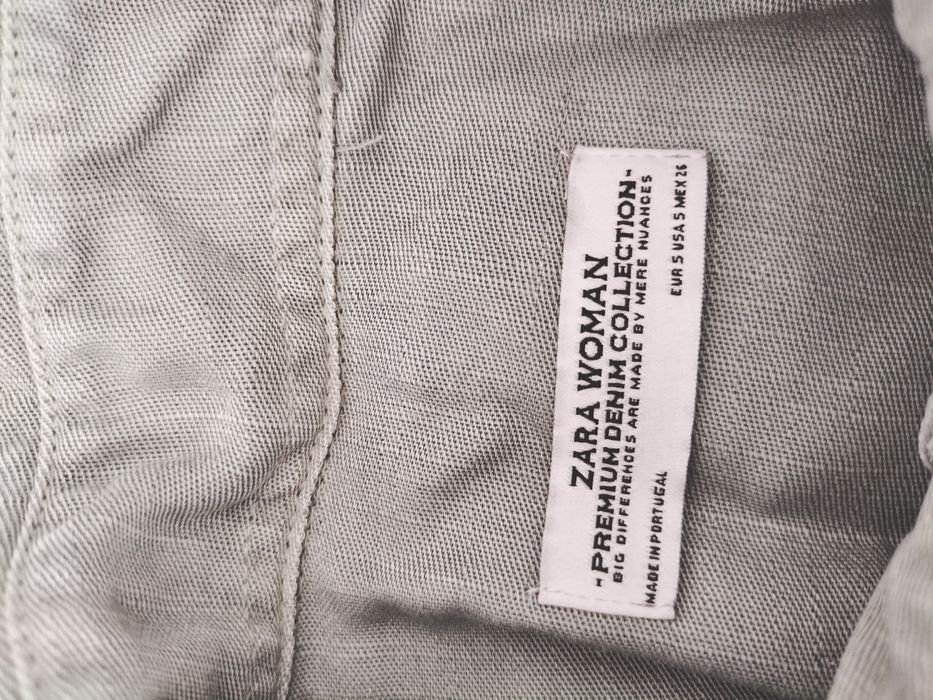 ZARA WOMAN
-PREMIUM DENIM COLLECTION-
BIG DIFFERENCES ARE MADE BY MERE NUANCES
MADE IN PORTUGAL EUR S USA S MEX 26